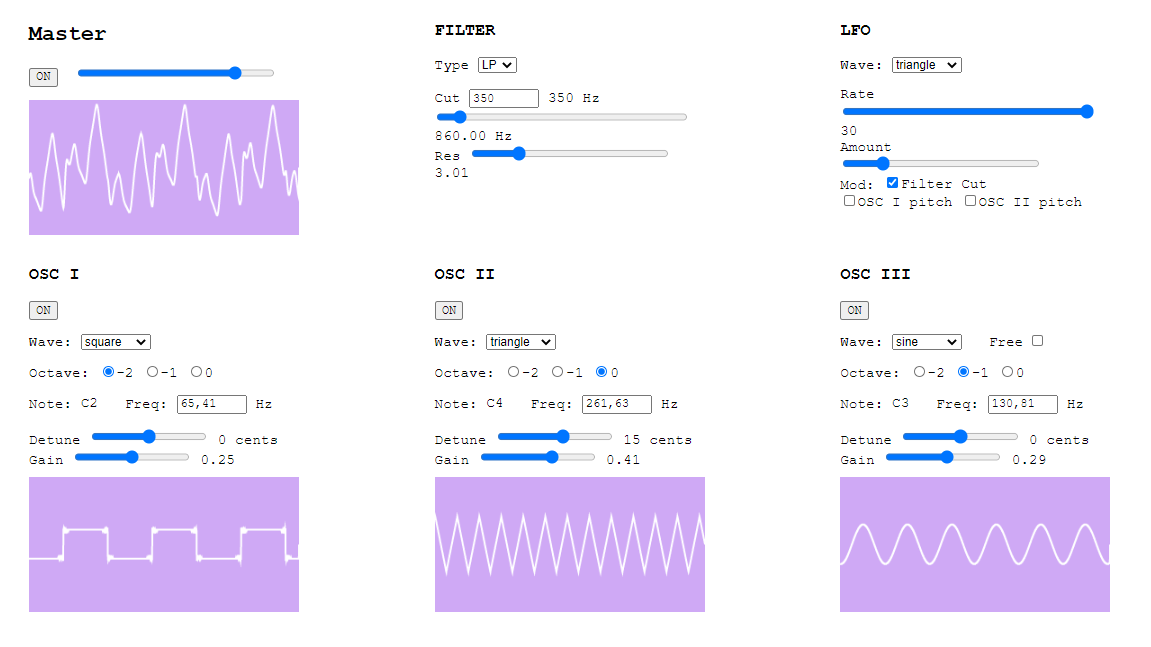 Master
ON
FILTER
Type LP
Cut 350 350 Hz
860.00 Hz
Res
3.01
LFO
Wave: triangle
Rate
30
Amount
Mod: Filter Cut
OSC I pitch OSC II pitch
OSC I
ON
Wave: square
Octave: -2 -1 0
Note: C2 Freq: 65,41 Hz
Detune 0 cents
Gain 0.25
OSC II
ON
Wave: triangle
Octave: -2 -1 0
Note: C4 Freq: 261,63 Hz
Detune 15 cents
Gain 0.41
OSC III
ON
Wave: sine Free
Octave: -2 -1 0
Note: C3 Freq: 130,81 Hz
Detune 0 cents
Gain 0.29